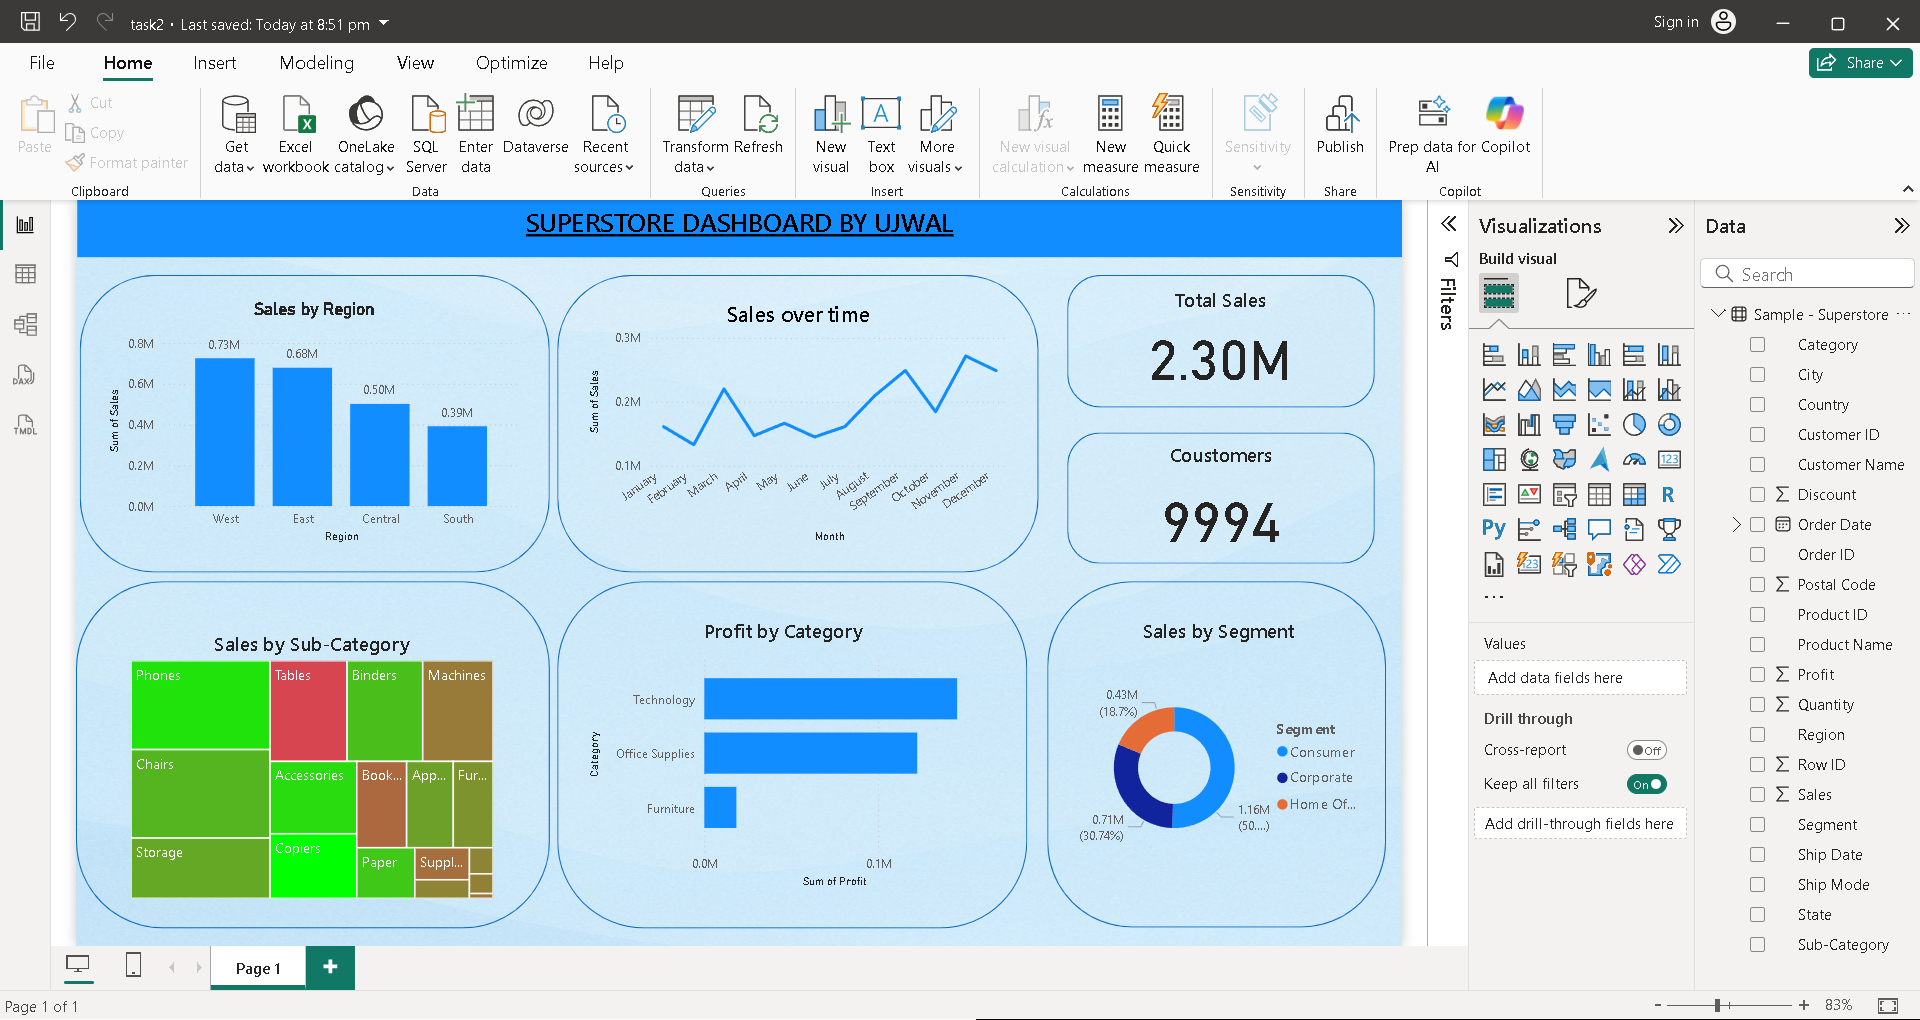 task2 • Last saved: Today at 8:51 pm
Sign in
File
Home
Insert
Modeling
View
Optimize
Help
Share
Paste
Cut
Copy
Format painter
Clipboard
Get data
Excel workbook
OneLake catalog
SQL Server
Enter data
Dataverse
Recent sources
Data
Transform data
Refresh
Queries
New visual
Text box
More visuals
Insert
New visual calculation
New measure
Quick measure
Calculations
Sensitivity
Sensitivity
Publish
Share
Prep data for AI
Copilot
Copilot
SUPERSTORE DASHBOARD BY UJWAL
Sales by Region
Sum of Sales
0.8M
0.6M
0.4M
0.2M
0.0M
0.73M
0.68M
0.50M
0.39M
West
East
Central
South
Region
Sales over time
Sum of Sales
0.3M
0.2M
0.1M
January
February
March
April
May
June
July
August
September
October
November
December
Month
Total Sales
2.30M
Coustomers
9994
Sales by Sub-Category
Phones
Chairs
Storage
Tables
Binders
Machines
Accessories
Book...
App...
Fur...
Copiers
Paper
Suppl...
Profit by Category
Category
Technology
Office Supplies
Furniture
0.0M
0.1M
Sum of Profit
Sales by Segment
0.43M
(18.7%)
0.71M
(30.74%)
1.16M
(50....)
Segment
Consumer
Corporate
Home Of...
Filters
Visualizations
Build visual
123
R
Py
123
...
Values
Add data fields here
Drill through
Cross-report
Off
Keep all filters
On
Add drill-through fields here
Data
Search
Sample - Superstore ...
Category
City
Country
Customer ID
Customer Name
∑ Discount
Order Date
Order ID
∑ Postal Code
Product ID
Product Name
∑ Profit
∑ Quantity
Region
∑ Row ID
∑ Sales
Segment
Ship Date
Ship Mode
State
Sub-Category
DAX
TMDL
Page 1
Page 1 of 1
- + 83%